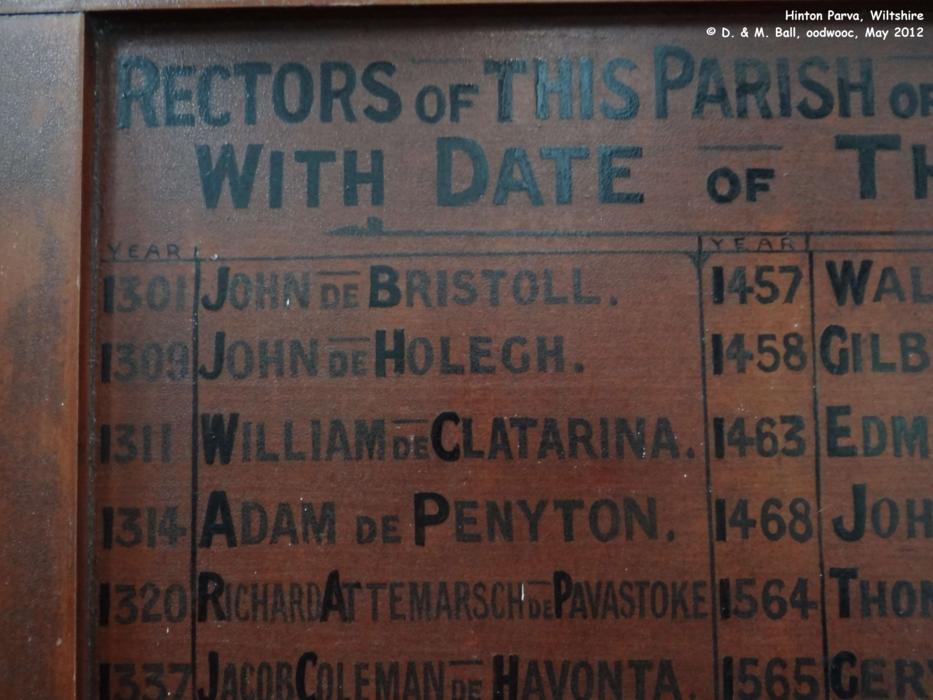 Hinton Parva, Wiltshire
© D. & M. Ball, oodwooc, May 2012
RECTORS OF THIS PARISH OF
WITH DATE OF TH
YEAR YEAR
1301 JOHN DE BRISTOLL. 1457 WAL
1309 JOHN DE HOLEGH. 1458 GILB
1311 WILLIAM DE CLATARINA. 1463 EDM
1314 ADAM DE PENYTON. 1468 JOH
1320 RICHARD ATTEMARSCH DE PAVASTOKE 1564 THOM
1337 JACOB COLEMAN DE HAVONTA. 1565 GERV